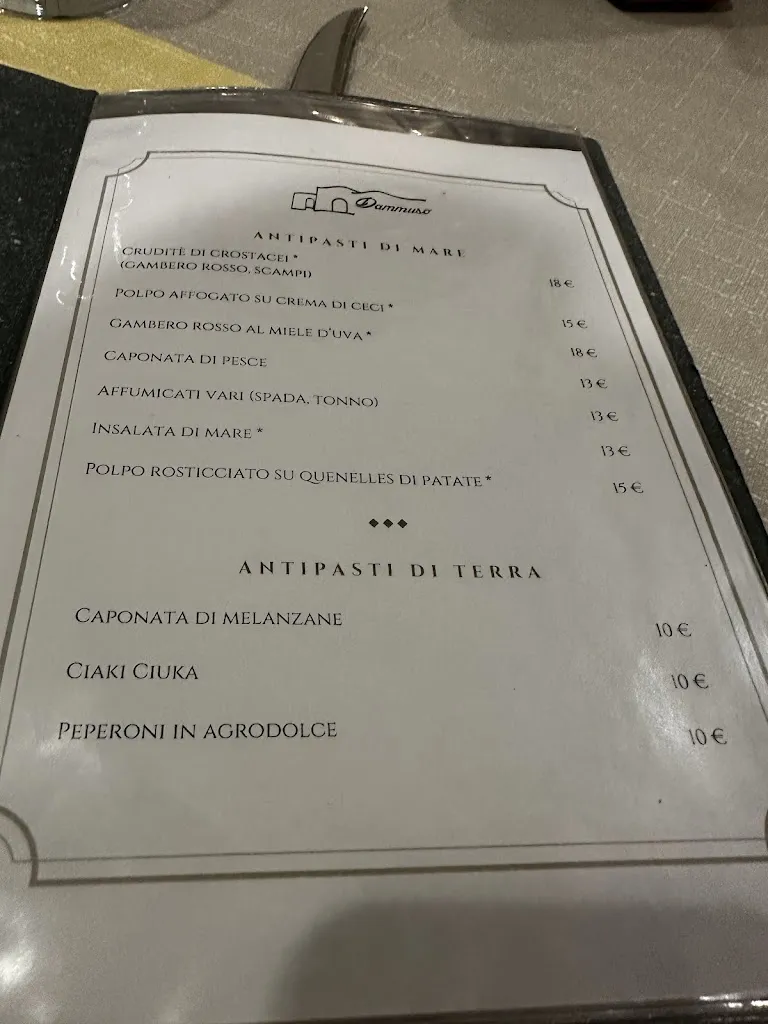 Dammuso
ANTIPASTI DI MARE
CRUDITÈ DI CROSTACEI *
(GAMBERO ROSSO, SCAMPI) 18 €
POLPO AFFOGATO SU CREMA DI CECI * 15 €
GAMBERO ROSSO AL MIELE D'UVA * 18 €
CAPONATA DI PESCE 13 €
AFFUMICATI VARI (SPADA, TONNO) 13 €
INSALATA DI MARE * 13 €
POLPO ROSTICCIATO SU QUENELLES DI PATATE * 15 €
ANTIPASTI DI TERRA
CAPONATA DI MELANZANE 10 €
CIAKI CIUKA 10 €
PEPERONI IN AGRODOLCE 10 €